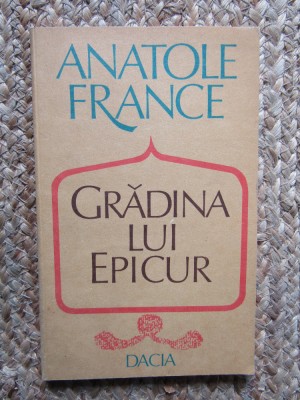 ANATOLE
FRANCE
GRĂDINA
LUI
EPICUR
DACIA